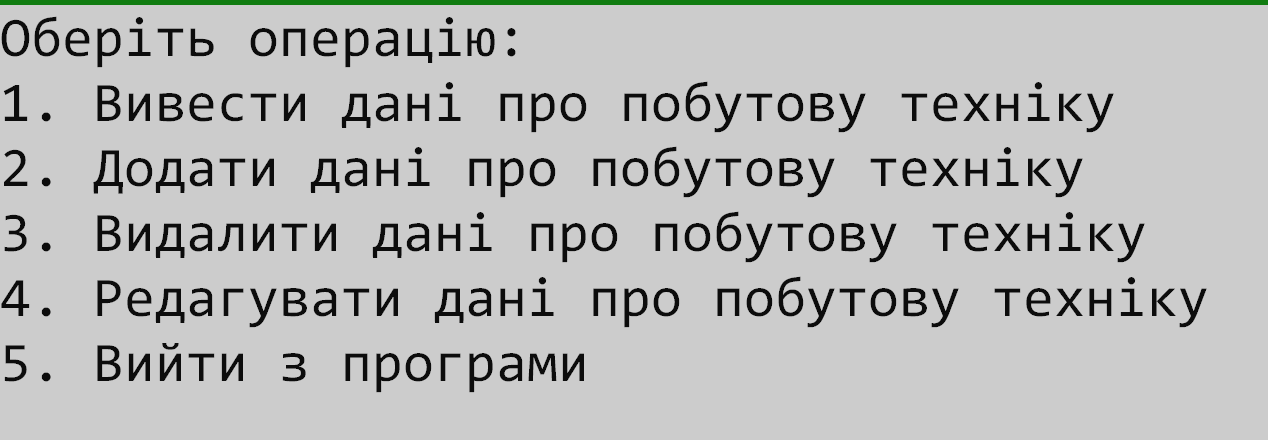 Оберіть операцію:
1. Вивести дані про побутову техніку
2. Додати дані про побутову техніку
3. Видалити дані про побутову техніку
4. Редагувати дані про побутову техніку
5. Вийти з програми